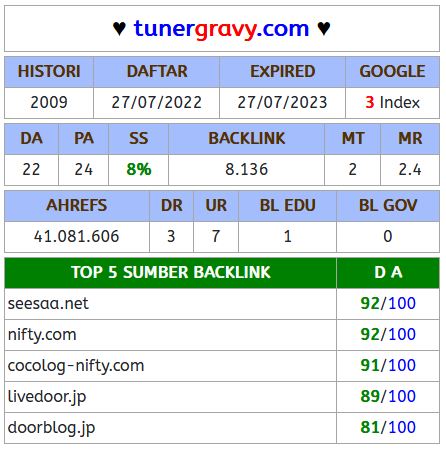 ♥ tunergravy.com ♥
HISTORI DAFTAR EXPIRED GOOGLE
2009 27/07/2022 27/07/2023 3 Index
DA PA SS BACKLINK MT MR
22 24 8% 8.136 2 2.4
AHREFS DR UR BL EDU BL GOV
41.081.606 3 7 1 0
TOP 5 SUMBER BACKLINK D A
seesaa.net 92/100
nifty.com 92/100
cocolog-nifty.com 91/100
livedoor.jp 89/100
doorblog.jp 81/100